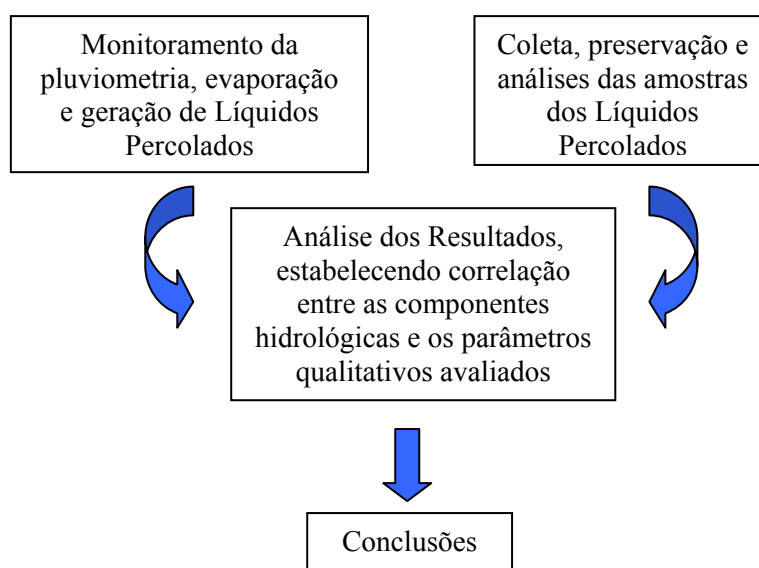 Monitoramento da
pluviometria, evaporação
e geração de Líquidos
Percolados
Coleta, preservação e
análises das amostras
dos Líquidos
Percolados
Análise dos Resultados,
estabelecendo correlação
entre as componentes
hidrológicas e os parâmetros
qualitativos avaliados
Conclusões